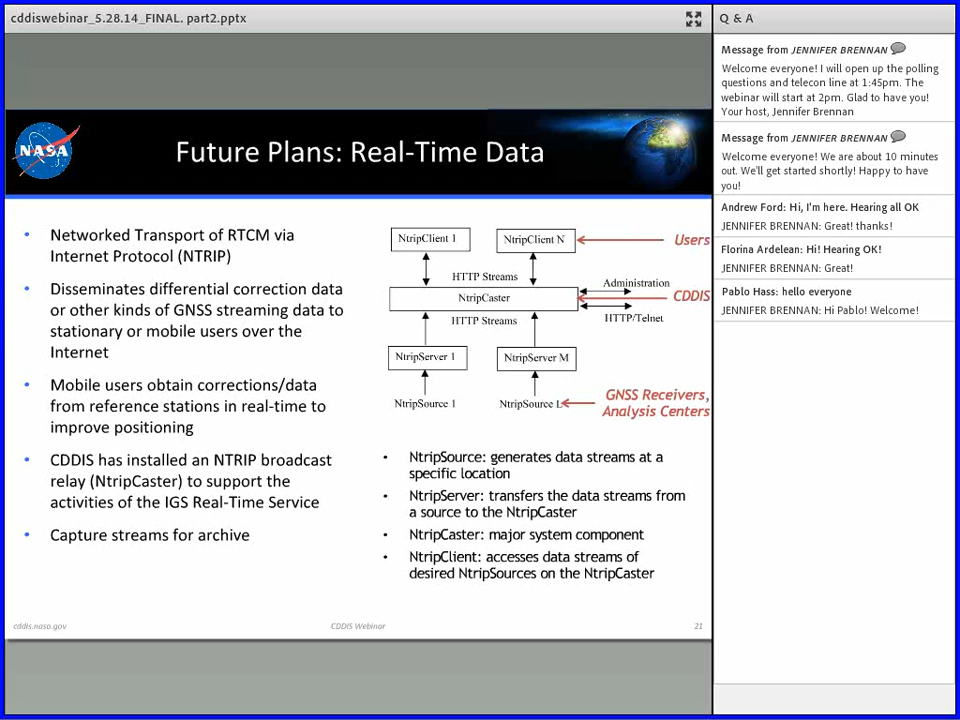 cddiswebinar_5.28.14_FINAL. part2.pptx
NASA
Future Plans: Real-Time Data
• Networked Transport of RTCM via
Internet Protocol (NTRIP)
• Disseminates differential correction data
or other kinds of GNSS streaming data to
stationary or mobile users over the
Internet
• Mobile users obtain corrections/data
from reference stations in real-time to
improve positioning
• CDDIS has installed an NTRIP broadcast
relay (NtripCaster) to support the
activities of the IGS Real-Time Service
• Capture streams for archive
NtripClient 1
NtripClient N
Users
HTTP Streams
Administration
NtripCaster
CDDIS
HTTP Streams
HTTP/Telnet
NtripServer 1
NtripServer M
NtripSource 1
NtripSource L
GNSS Receivers,
Analysis Centers
• NtripSource: generates data streams at a
specific location
• NtripServer: transfers the data streams from
a source to the NtripCaster
• NtripCaster: major system component
• NtripClient: accesses data streams of
desired NtripSources on the NtripCaster
cddis.nasa.gov
CDDIS Webinar
21
Q & A
Message from JENNIFER BRENNAN
Welcome everyone! I will open up the polling
questions and telecon line at 1:45pm. The
webinar will start at 2pm. Glad to have you!
Your host, Jennifer Brennan
Message from JENNIFER BRENNAN
Welcome everyone! We are about 10 minutes
out. We'll get started shortly! Happy to have
you!
Andrew Ford: Hi, I'm here. Hearing all OK
JENNIFER BRENNAN: Great! thanks!
Florina Ardelean: Hi! Hearing OK!
JENNIFER BRENNAN: Great!
Pablo Hass: hello everyone
JENNIFER BRENNAN: Hi Pablo! Welcome!